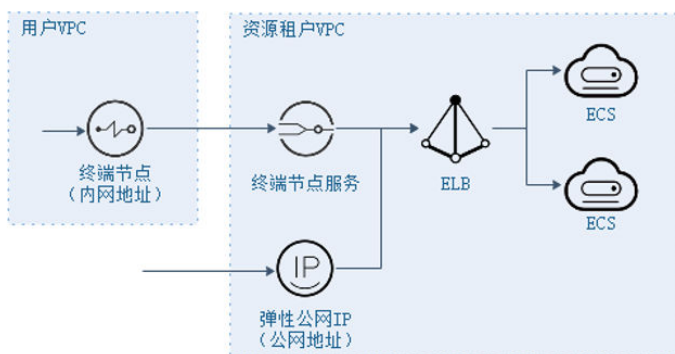 用户VPC
资源租户VPC
ECS
终端节点
（内网地址）
终端节点服务
ELB
ECS
IP
弹性公网IP
（公网地址）